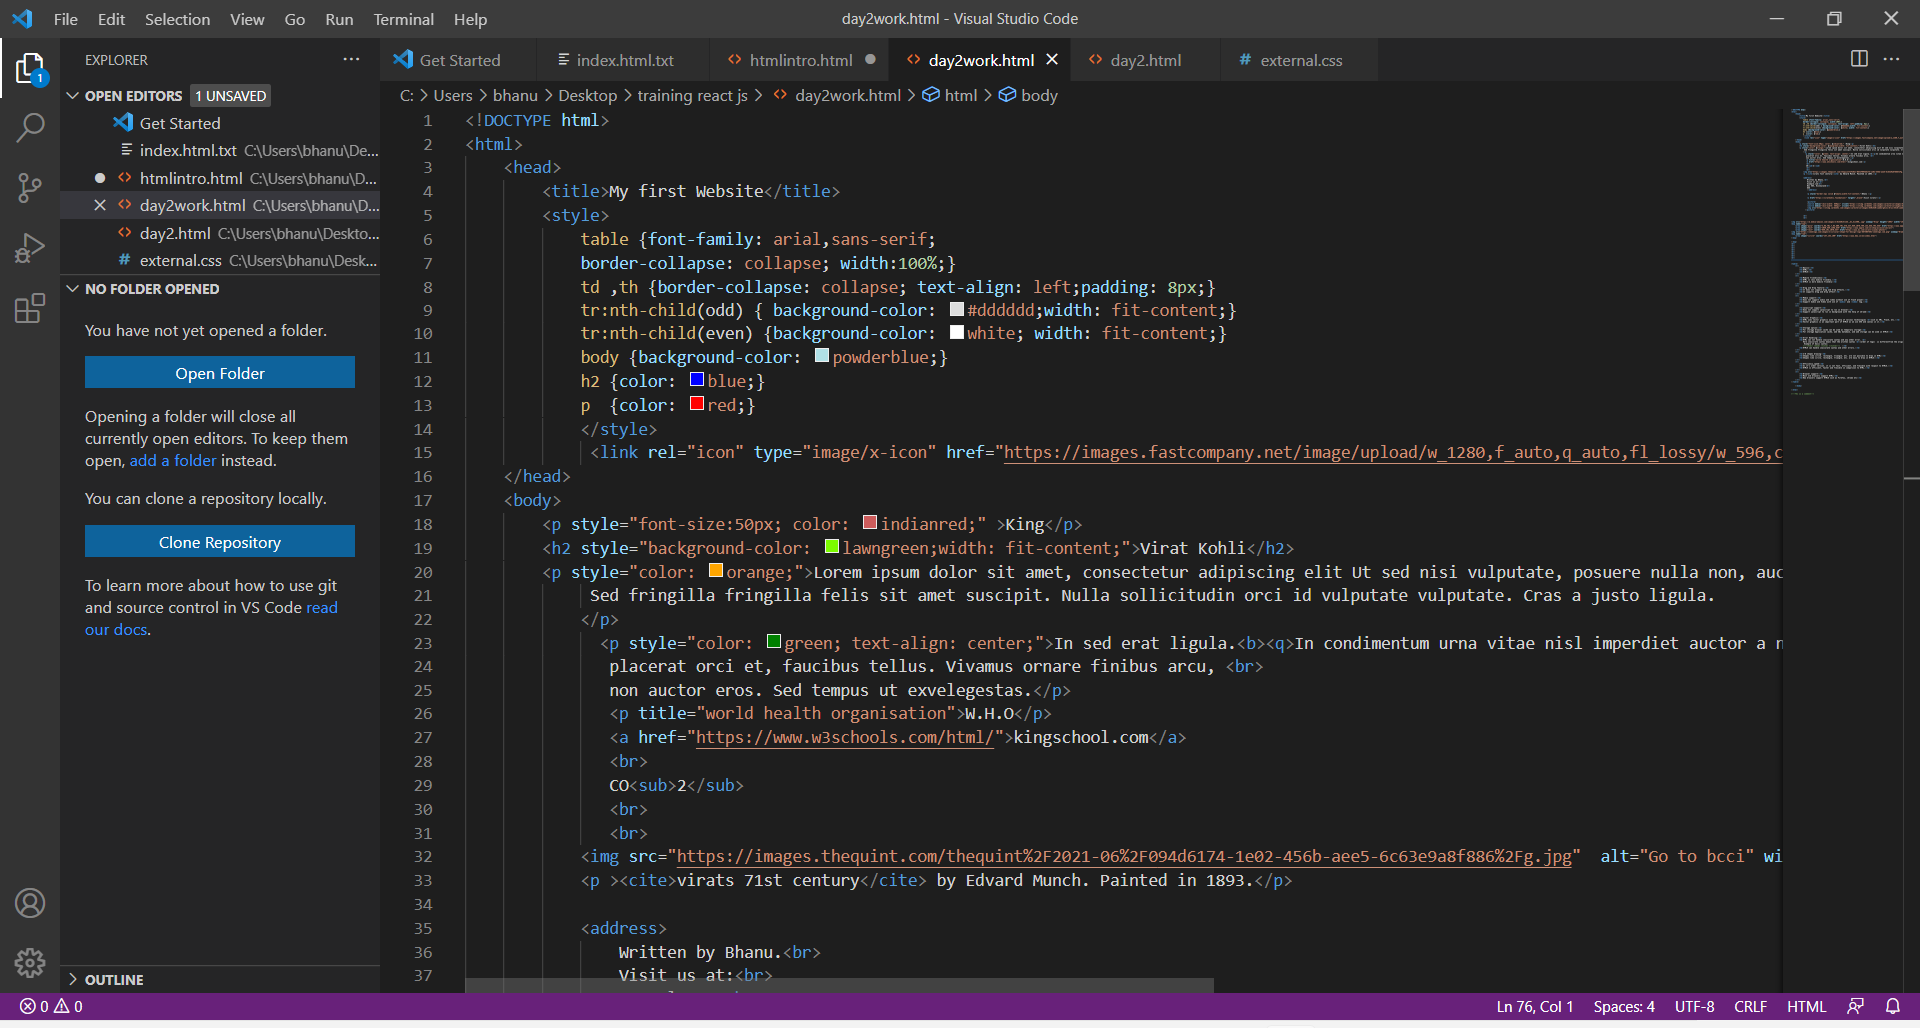 File Edit Selection View Go Run Terminal Help
day2work.html - Visual Studio Code
EXPLORER
Get Started
index.html.txt
htmlintro.html
day2work.html
day2.html
# external.css
1
OPEN EDITORS 1 UNSAVED
Get Started
index.html.txt C:\Users\bhanu\De...
htmlintro.html C:\Users\bhanu\D...
day2work.html C:\Users\bhanu\D...
day2.html C:\Users\bhanu\Deskto...
# external.css C:\Users\bhanu\Desk...
NO FOLDER OPENED
You have not yet opened a folder.
Open Folder
Opening a folder will close all
currently open editors. To keep them
open, add a folder instead.
You can clone a repository locally.
Clone Repository
To learn more about how to use git
and source control in VS Code read
our docs.
OUTLINE
C: > Users > bhanu > Desktop > training react js > day2work.html > html > body
1 <!DOCTYPE html>
2 <html>
3 <head>
4 <title>My first Website</title>
5 <style>
6 table {font-family: arial,sans-serif;
7 border-collapse: collapse; width:100%;}
8 td ,th {border-collapse: collapse; text-align: left;padding: 8px;}
9 tr:nth-child(odd) { background-color: #dddddd;width: fit-content;}
10 tr:nth-child(even) {background-color: white; width: fit-content;}
11 body {background-color: powderblue;}
12 h2 {color: blue;}
13 p {color: red;}
14 </style>
15 <link rel="icon" type="image/x-icon" href="https://images.fastcompany.net/image/upload/w_1280,f_auto,q_auto,fl_lossy/w_596,c
16 </head>
17 <body>
18 <p style="font-size:50px; color: indianred;" >King</p>
19 <h2 style="background-color: lawngreen;width: fit-content;">Virat Kohli</h2>
20 <p style="color: orange;">Lorem ipsum dolor sit amet, consectetur adipiscing elit Ut sed nisi vulputate, posuere nulla non, auc
21 Sed fringilla fringilla felis sit amet suscipit. Nulla sollicitudin orci id vulputate vulputate. Cras a justo ligula.
22 </p>
23 <p style="color: green; text-align: center;">In sed erat ligula.<b><q>In condimentum urna vitae nisl imperdiet auctor a n
24 placerat orci et, faucibus tellus. Vivamus ornare finibus arcu, <br>
25 non auctor eros. Sed tempus ut exvelegestas.</p>
26 <p title="world health organisation">W.H.O</p>
27 <a href="https://www.w3schools.com/html/">kingschool.com</a>
28 <br>
29 CO<sub>2</sub>
30 <br>
31 <br>
32 <img src="https://images.thequint.com/thequint%2F2021-06%2F094d6174-1e02-456b-aee5-6c63e9a8f886%2Fg.jpg" alt="Go to bcci" wi
33 <p ><cite>virats 71st century</cite> by Edvard Munch. Painted in 1893.</p>
34
35 <address>
36 Written by Bhanu.<br>
37 Visit us at:<br>
0 0
Ln 76, Col 1 Spaces: 4 UTF-8 CRLF HTML